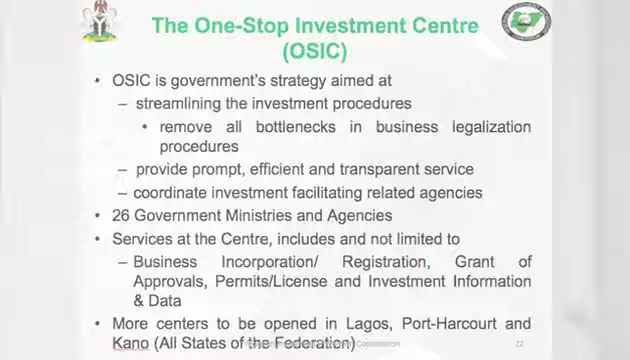 The One-Stop Investment Centre
(OSIC)
• OSIC is government's strategy aimed at
– streamlining the investment procedures
• remove all bottlenecks in business legalization
procedures
– provide prompt, efficient and transparent service
– coordinate investment facilitating related agencies
• 26 Government Ministries and Agencies
• Services at the Centre, includes and not limited to
– Business Incorporation/ Registration, Grant of
Approvals, Permits/License and Investment Information
& Data
• More centers to be opened in Lagos, Port-Harcourt and
Kano (All States of the Federation)
22